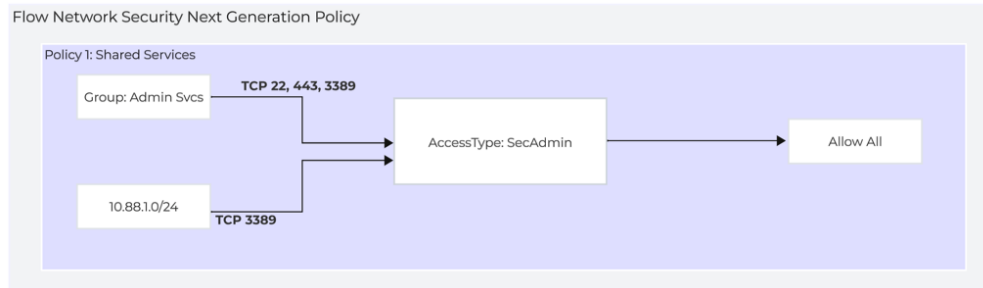 Flow Network Security Next Generation Policy
Policy 1: Shared Services
Group: Admin Svcs
TCP 22, 443, 3389
AccessType: SecAdmin
Allow All
10.88.1.0/24
TCP 3389